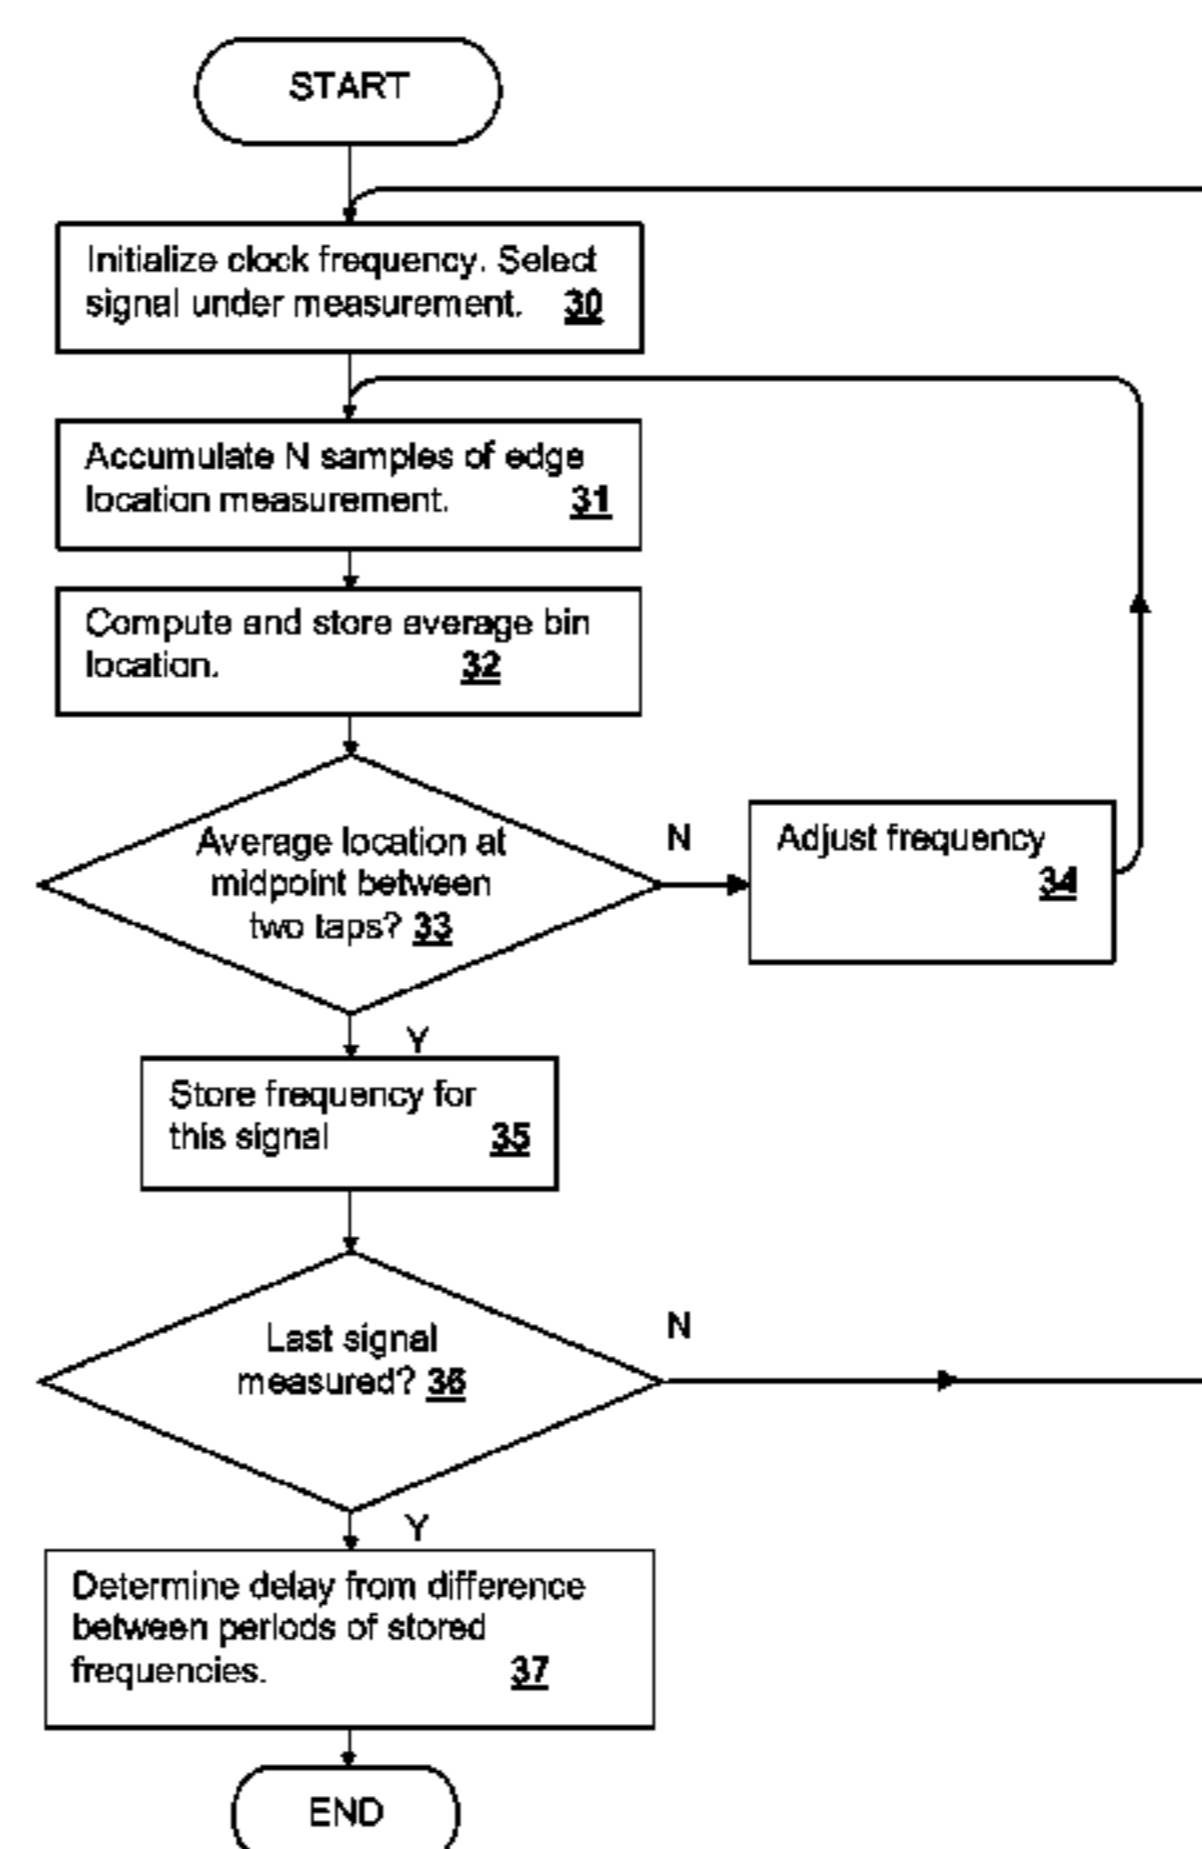 START
Initialize clock frequency. Select
signal under measurement. 30
Accumulate N samples of edge
location measurement. 31
Compute and store average bin
location. 32
Average location at
midpoint between
two taps? 33
N
Adjust frequency
34
Y
Store frequency for
this signal 35
Last signal
measured? 36
N
Y
Determine delay from difference
between periods of stored
frequencies. 37
END